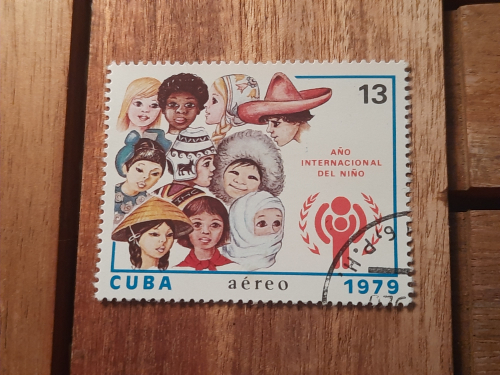 13
AÑO
INTERNACIONAL
DEL NIÑO
CUBA aéreo 1979